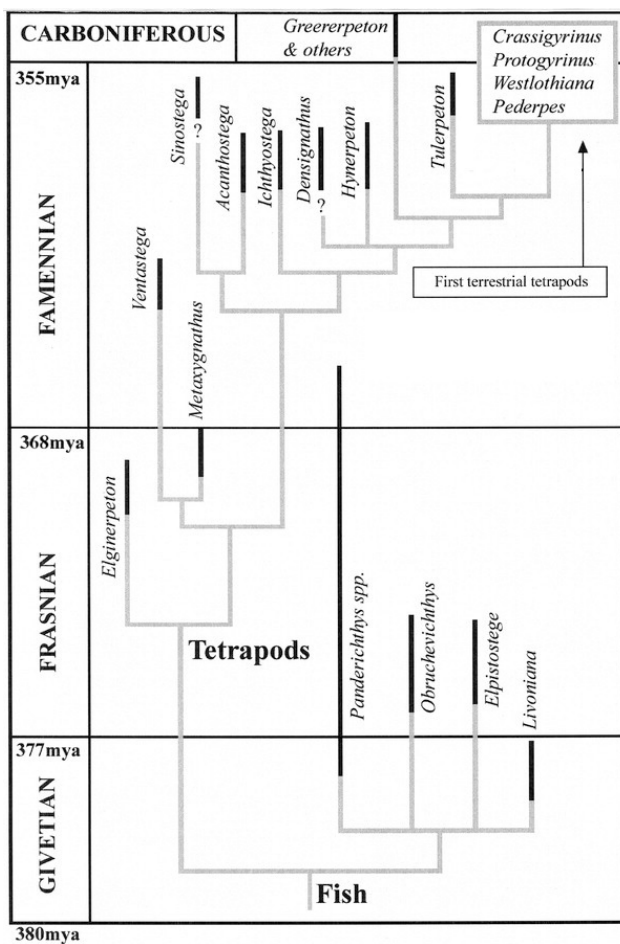 CARBONIFEROUS
Greererpeton
& others
Crassigyrinus
Protogyrinus
Westlothiana
Pederpes
355mya
FAMENNIAN
Sinostega
?
Acanthostega
Ichthyostega
Densignathus
?
Hynerpeton
Tulerpeton
First terrestrial tetrapods
Ventastega
Metaxygnathus
368mya
FRASNIAN
Elginerpeton
Tetrapods
Panderichthys spp.
Obruchevichthys
Elpistostege
Livoniana
377mya
GIVETIAN
Fish
380mya